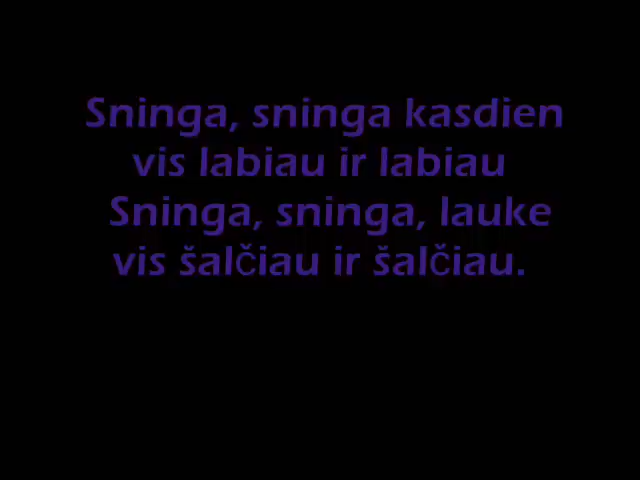 Sninga, sninga kasdien
vis labiau ir labiau
Sninga, sninga, lauke
vis šalčiau ir šalčiau.